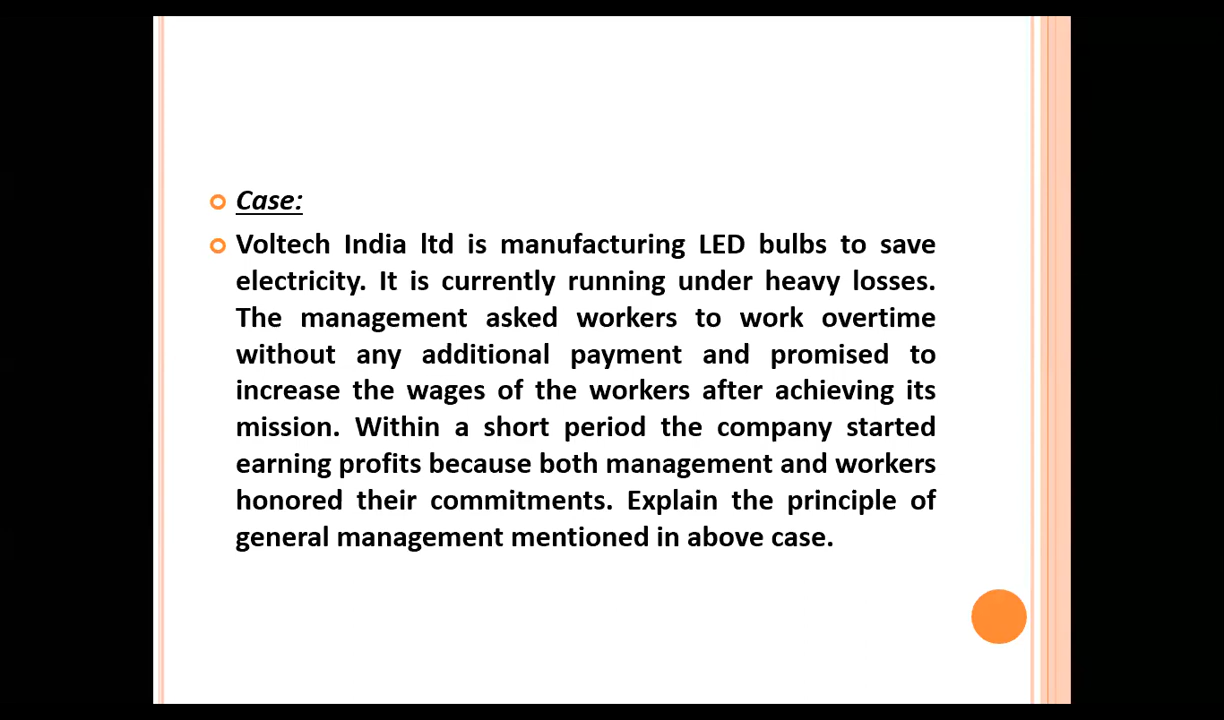 Case:
Voltech India ltd is manufacturing LED bulbs to save
electricity. It is currently running under heavy losses.
The management asked workers to work overtime
without any additional payment and promised to
increase the wages of the workers after achieving its
mission. Within a short period the company started
earning profits because both management and workers
honored their commitments. Explain the principle of
general management mentioned in above case.